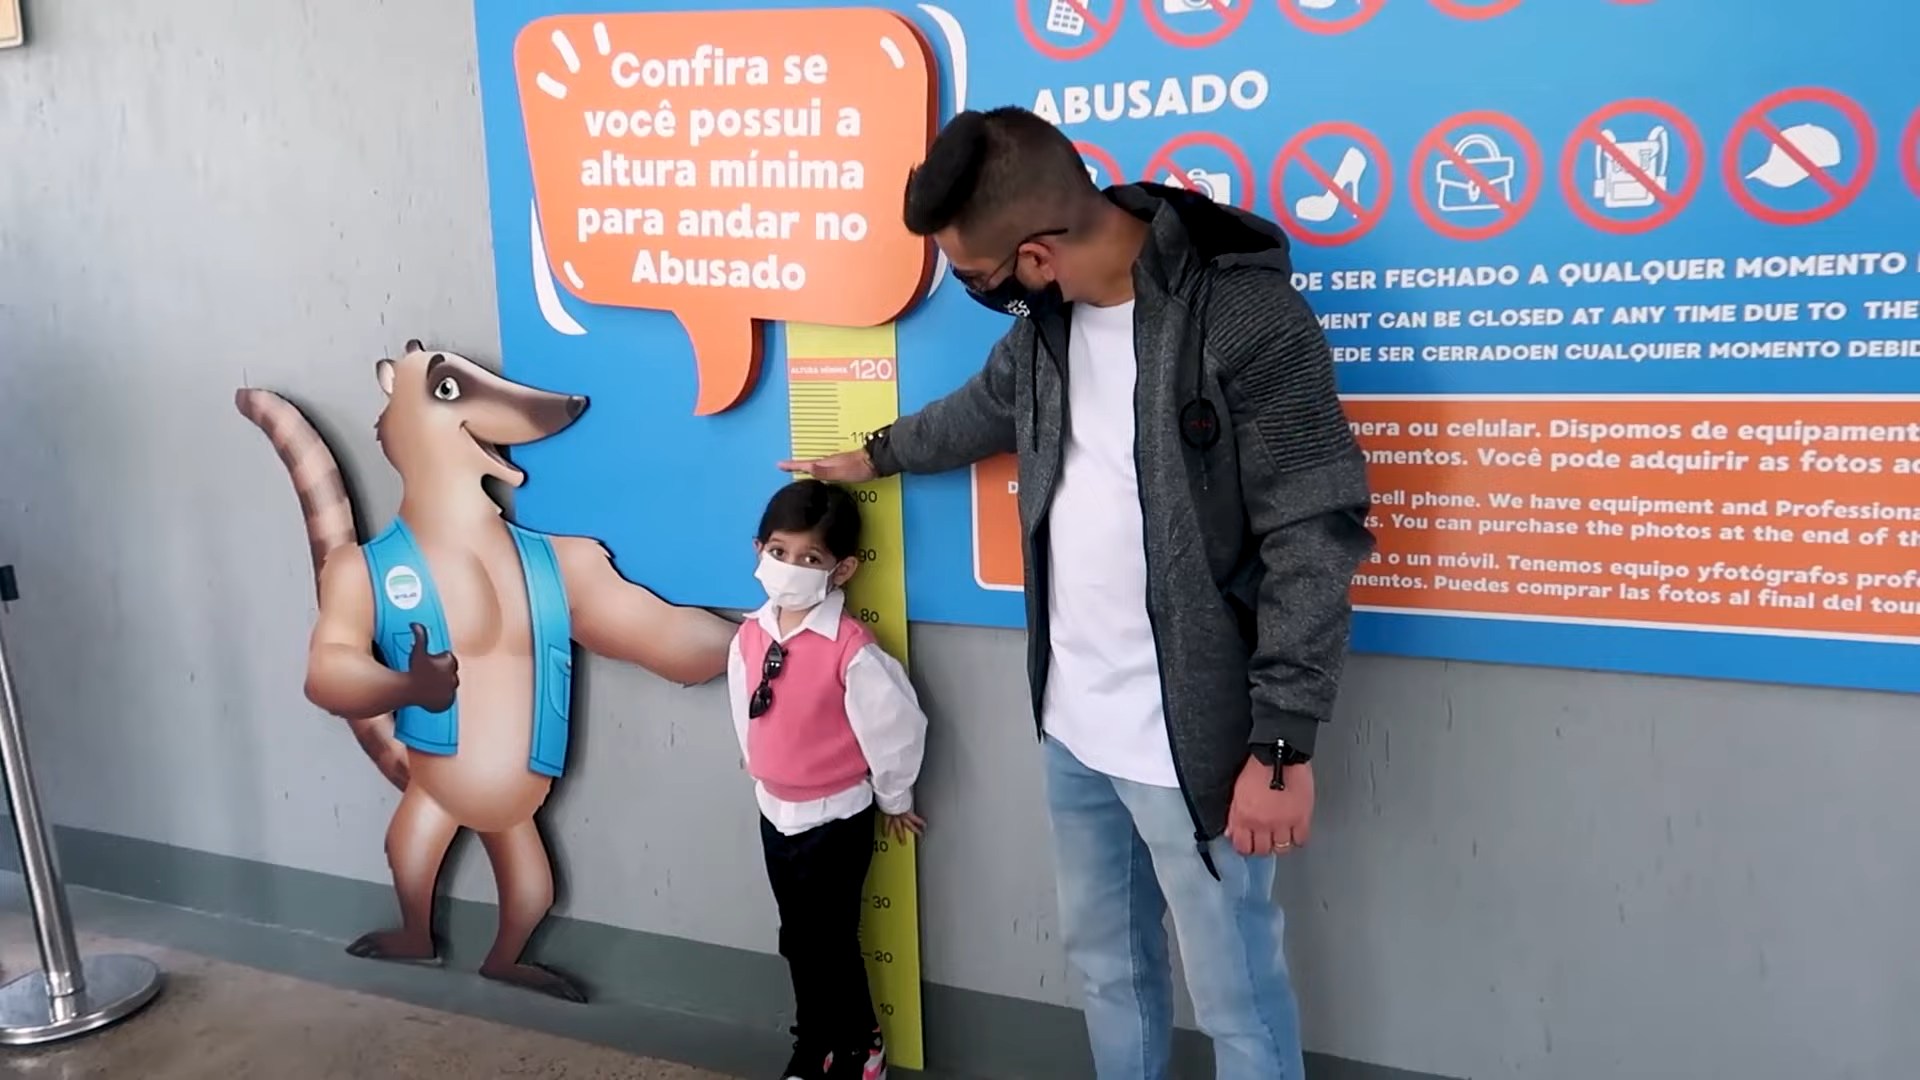 Confira se
você possui a
altura mínima
para andar no
Abusado
ALTURA MÍNIMA 120
110
100
90
80
40
30
20
10
ABUSADO
DE SER FECHADO A QUALQUER MOMENTO
MENT CAN BE CLOSED AT ANY TIME DUE TO THE
EDE SER CERRADOEN CUALQUIER MOMENTO DEBID
mera ou celular. Dispomos de equipament
omentos. Você pode adquirir as fotos ao
cell phone. We have equipment and Professiona
s. You can purchase the photos at the end of th
a o un móvil. Tenemos equipo yfotógrafos profe
mentos. Puedes comprar las fotos al final del tour